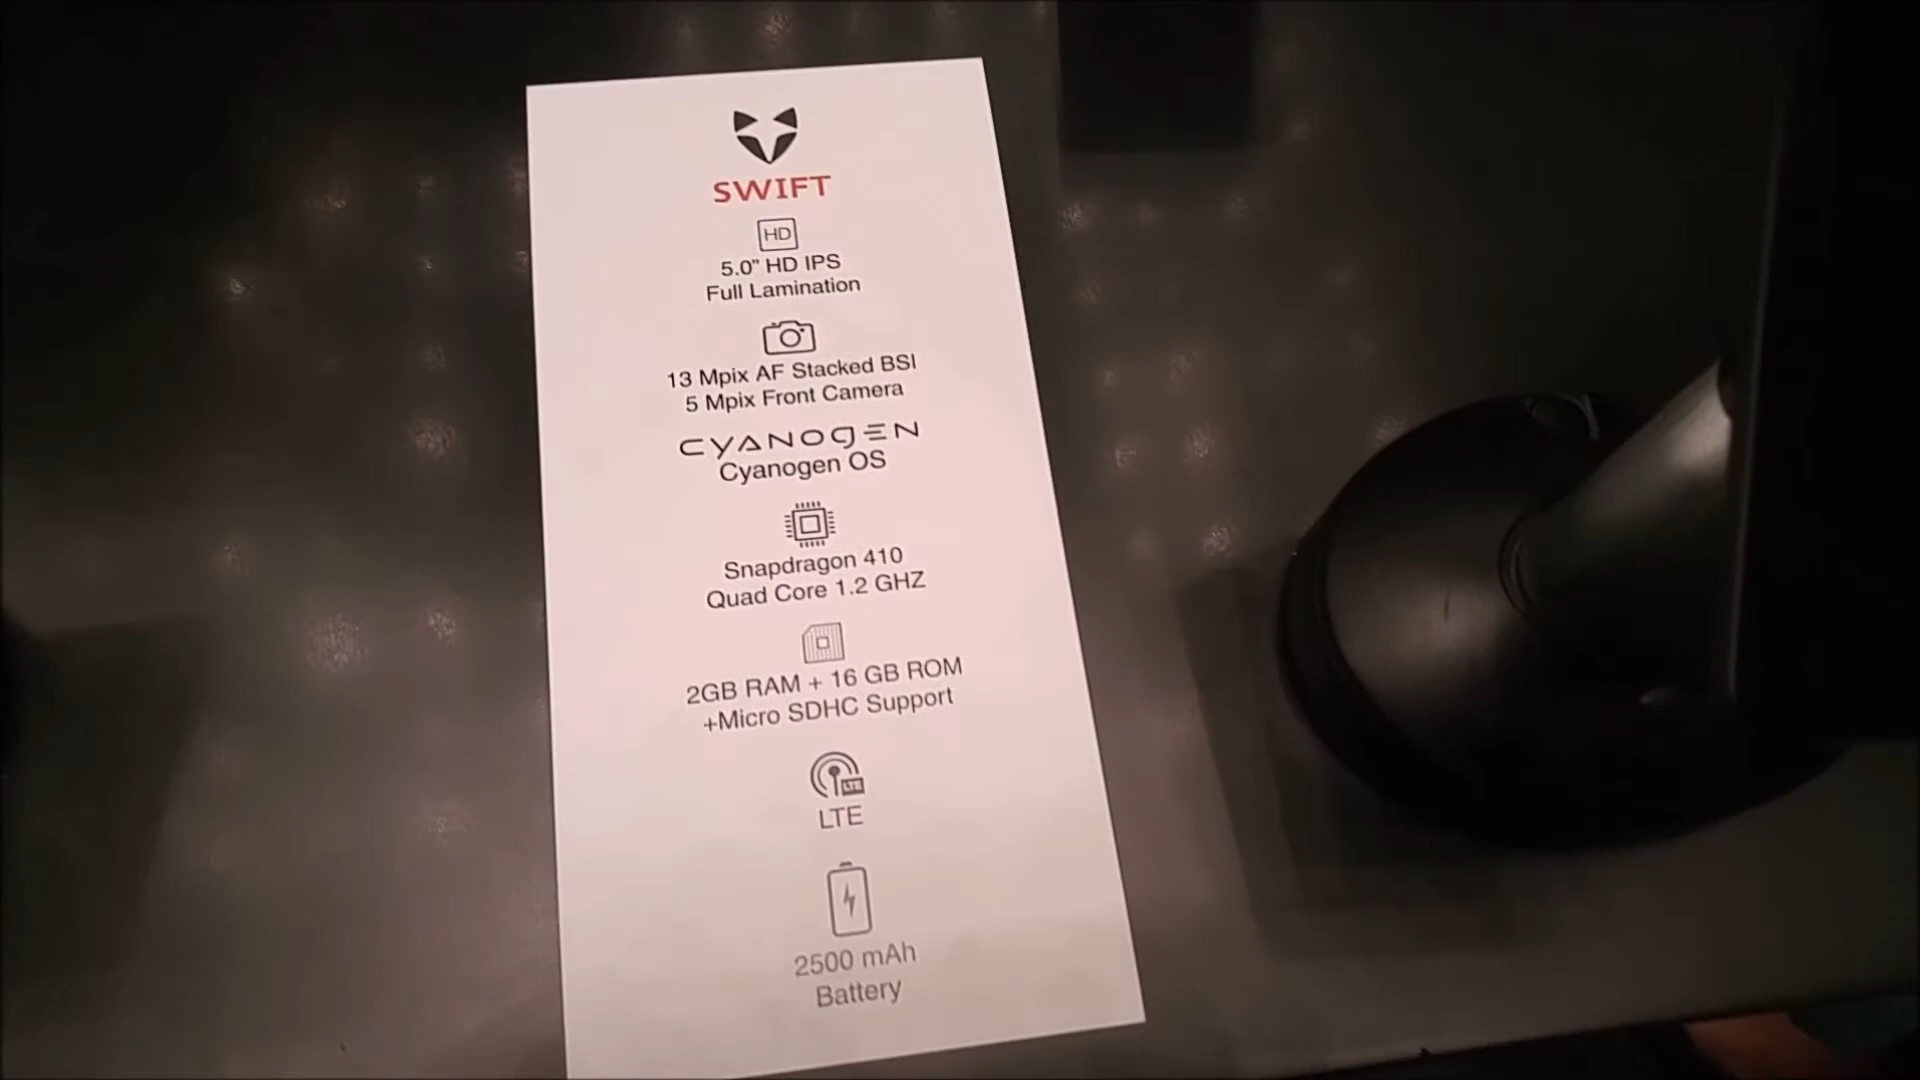 SWIFT
HD
5.0" HD IPS
Full Lamination
13 Mpix AF Stacked BSI
5 Mpix Front Camera
CYANOGEN
Cyanogen OS
Snapdragon 410
Quad Core 1.2 GHZ
2GB RAM + 16 GB ROM
+Micro SDHC Support
LTE
LTE
2500 mAh
Battery